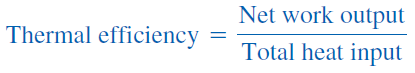 Thermal efficiency = Net work output / Total heat input